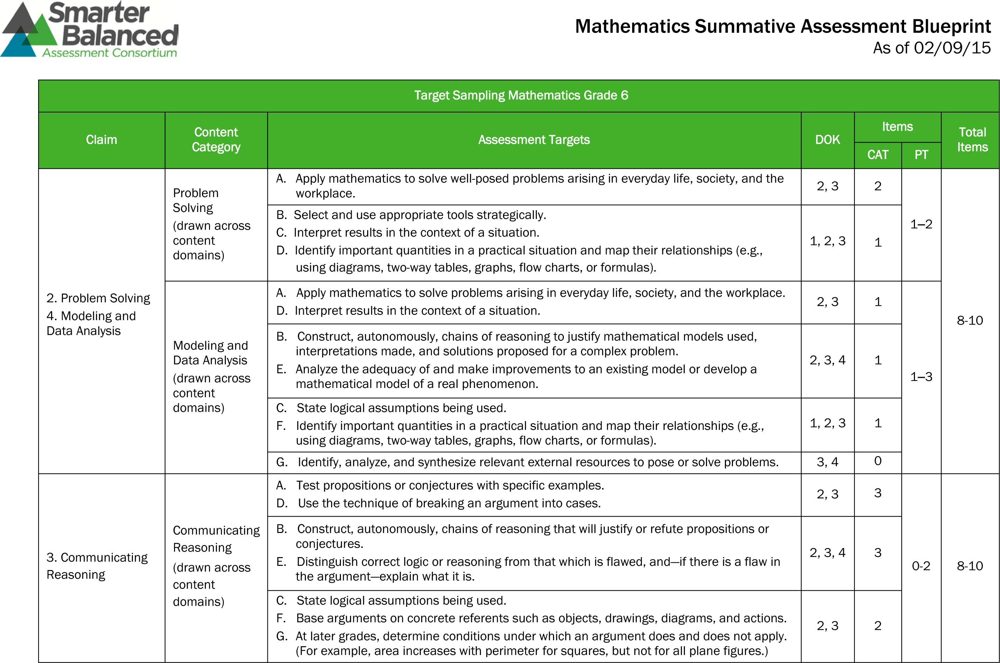 Smarter
Balanced
Assessment Consortium
Mathematics Summative Assessment Blueprint
As of 02/09/15
Target Sampling Mathematics Grade 6
Claim
Content
Category
Assessment Targets
DOK
Items
CAT
PT
Total
Items
2. Problem Solving
4. Modeling and
Data Analysis
Problem
Solving
(drawn across
content
domains)
A. Apply mathematics to solve well-posed problems arising in everyday life, society, and the
workplace.
2, 3
2
1–2
8-10
B. Select and use appropriate tools strategically.
C. Interpret results in the context of a situation.
D. Identify important quantities in a practical situation and map their relationships (e.g.,
using diagrams, two-way tables, graphs, flow charts, or formulas).
1, 2, 3
1
Modeling and
Data Analysis
(drawn across
content
domains)
A. Apply mathematics to solve problems arising in everyday life, society, and the workplace.
D. Interpret results in the context of a situation.
2, 3
1
1–3
B. Construct, autonomously, chains of reasoning to justify mathematical models used,
interpretations made, and solutions proposed for a complex problem.
E. Analyze the adequacy of and make improvements to an existing model or develop a
mathematical model of a real phenomenon.
2, 3, 4
1
C. State logical assumptions being used.
F. Identify important quantities in a practical situation and map their relationships (e.g.,
using diagrams, two-way tables, graphs, flow charts, or formulas).
1, 2, 3
1
G. Identify, analyze, and synthesize relevant external resources to pose or solve problems.
3, 4
0
3. Communicating
Reasoning
Communicating
Reasoning
(drawn across
content
domains)
A. Test propositions or conjectures with specific examples.
D. Use the technique of breaking an argument into cases.
2, 3
3
0-2
8-10
B. Construct, autonomously, chains of reasoning that will justify or refute propositions or
conjectures.
E. Distinguish correct logic or reasoning from that which is flawed, and—if there is a flaw in
the argument—explain what it is.
2, 3, 4
3
C. State logical assumptions being used.
F. Base arguments on concrete referents such as objects, drawings, diagrams, and actions.
G. At later grades, determine conditions under which an argument does and does not apply.
(For example, area increases with perimeter for squares, but not for all plane figures.)
2, 3
2